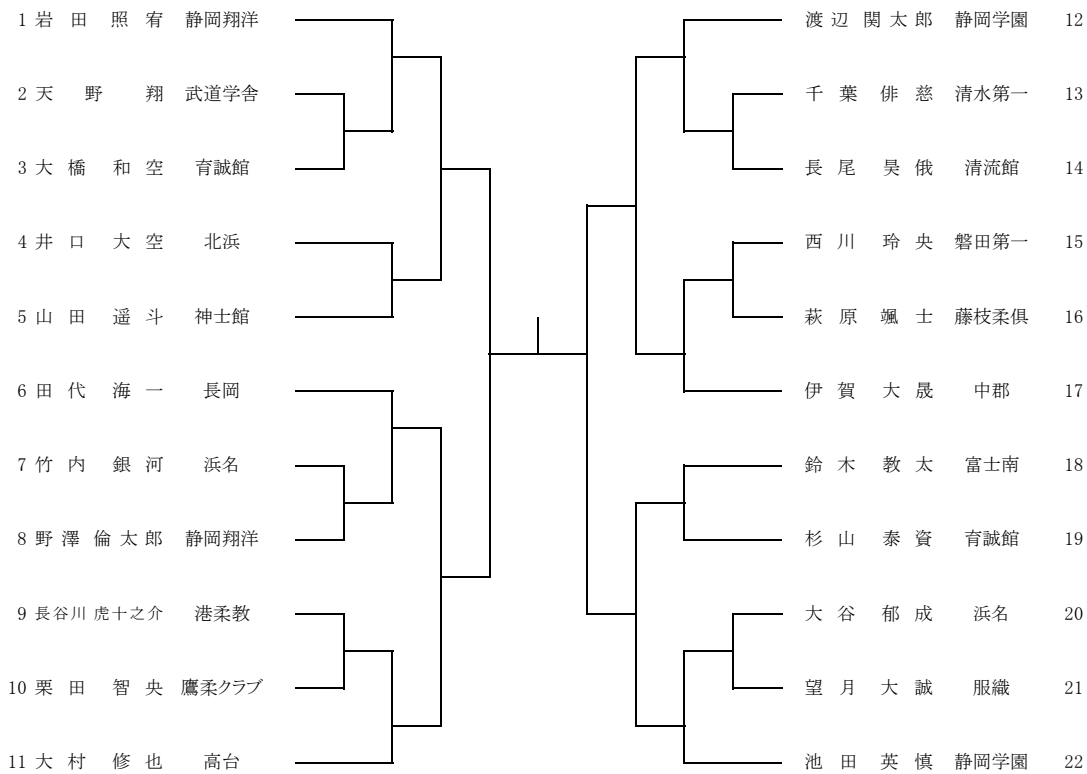 1 岩田 照宥 静岡翔洋
2 天野 翔 武道学舎
3 大橋 和空 育誠館
4 井口 大空 北浜
5 山田 遥斗 神士館
6 田代 海一 長岡
7 竹内 銀河 浜名
8 野澤 倫太郎 静岡翔洋
9 長谷川 虎十之介 港柔教
10 栗田 智央 鷹柔クラブ
11 大村 修也 高台
渡辺 関太郎 静岡学園 12
千葉 俳慈 清水第一 13
長尾 昊俄 清流館 14
西川 玲央 磐田第一 15
萩原 颯士 藤枝柔倶 16
伊賀 大晟 中郡 17
鈴木 教太 富士南 18
杉山 泰資 育誠館 19
大谷 郁成 浜名 20
望月 大誠 服織 21
池田 英慎 静岡学園 22